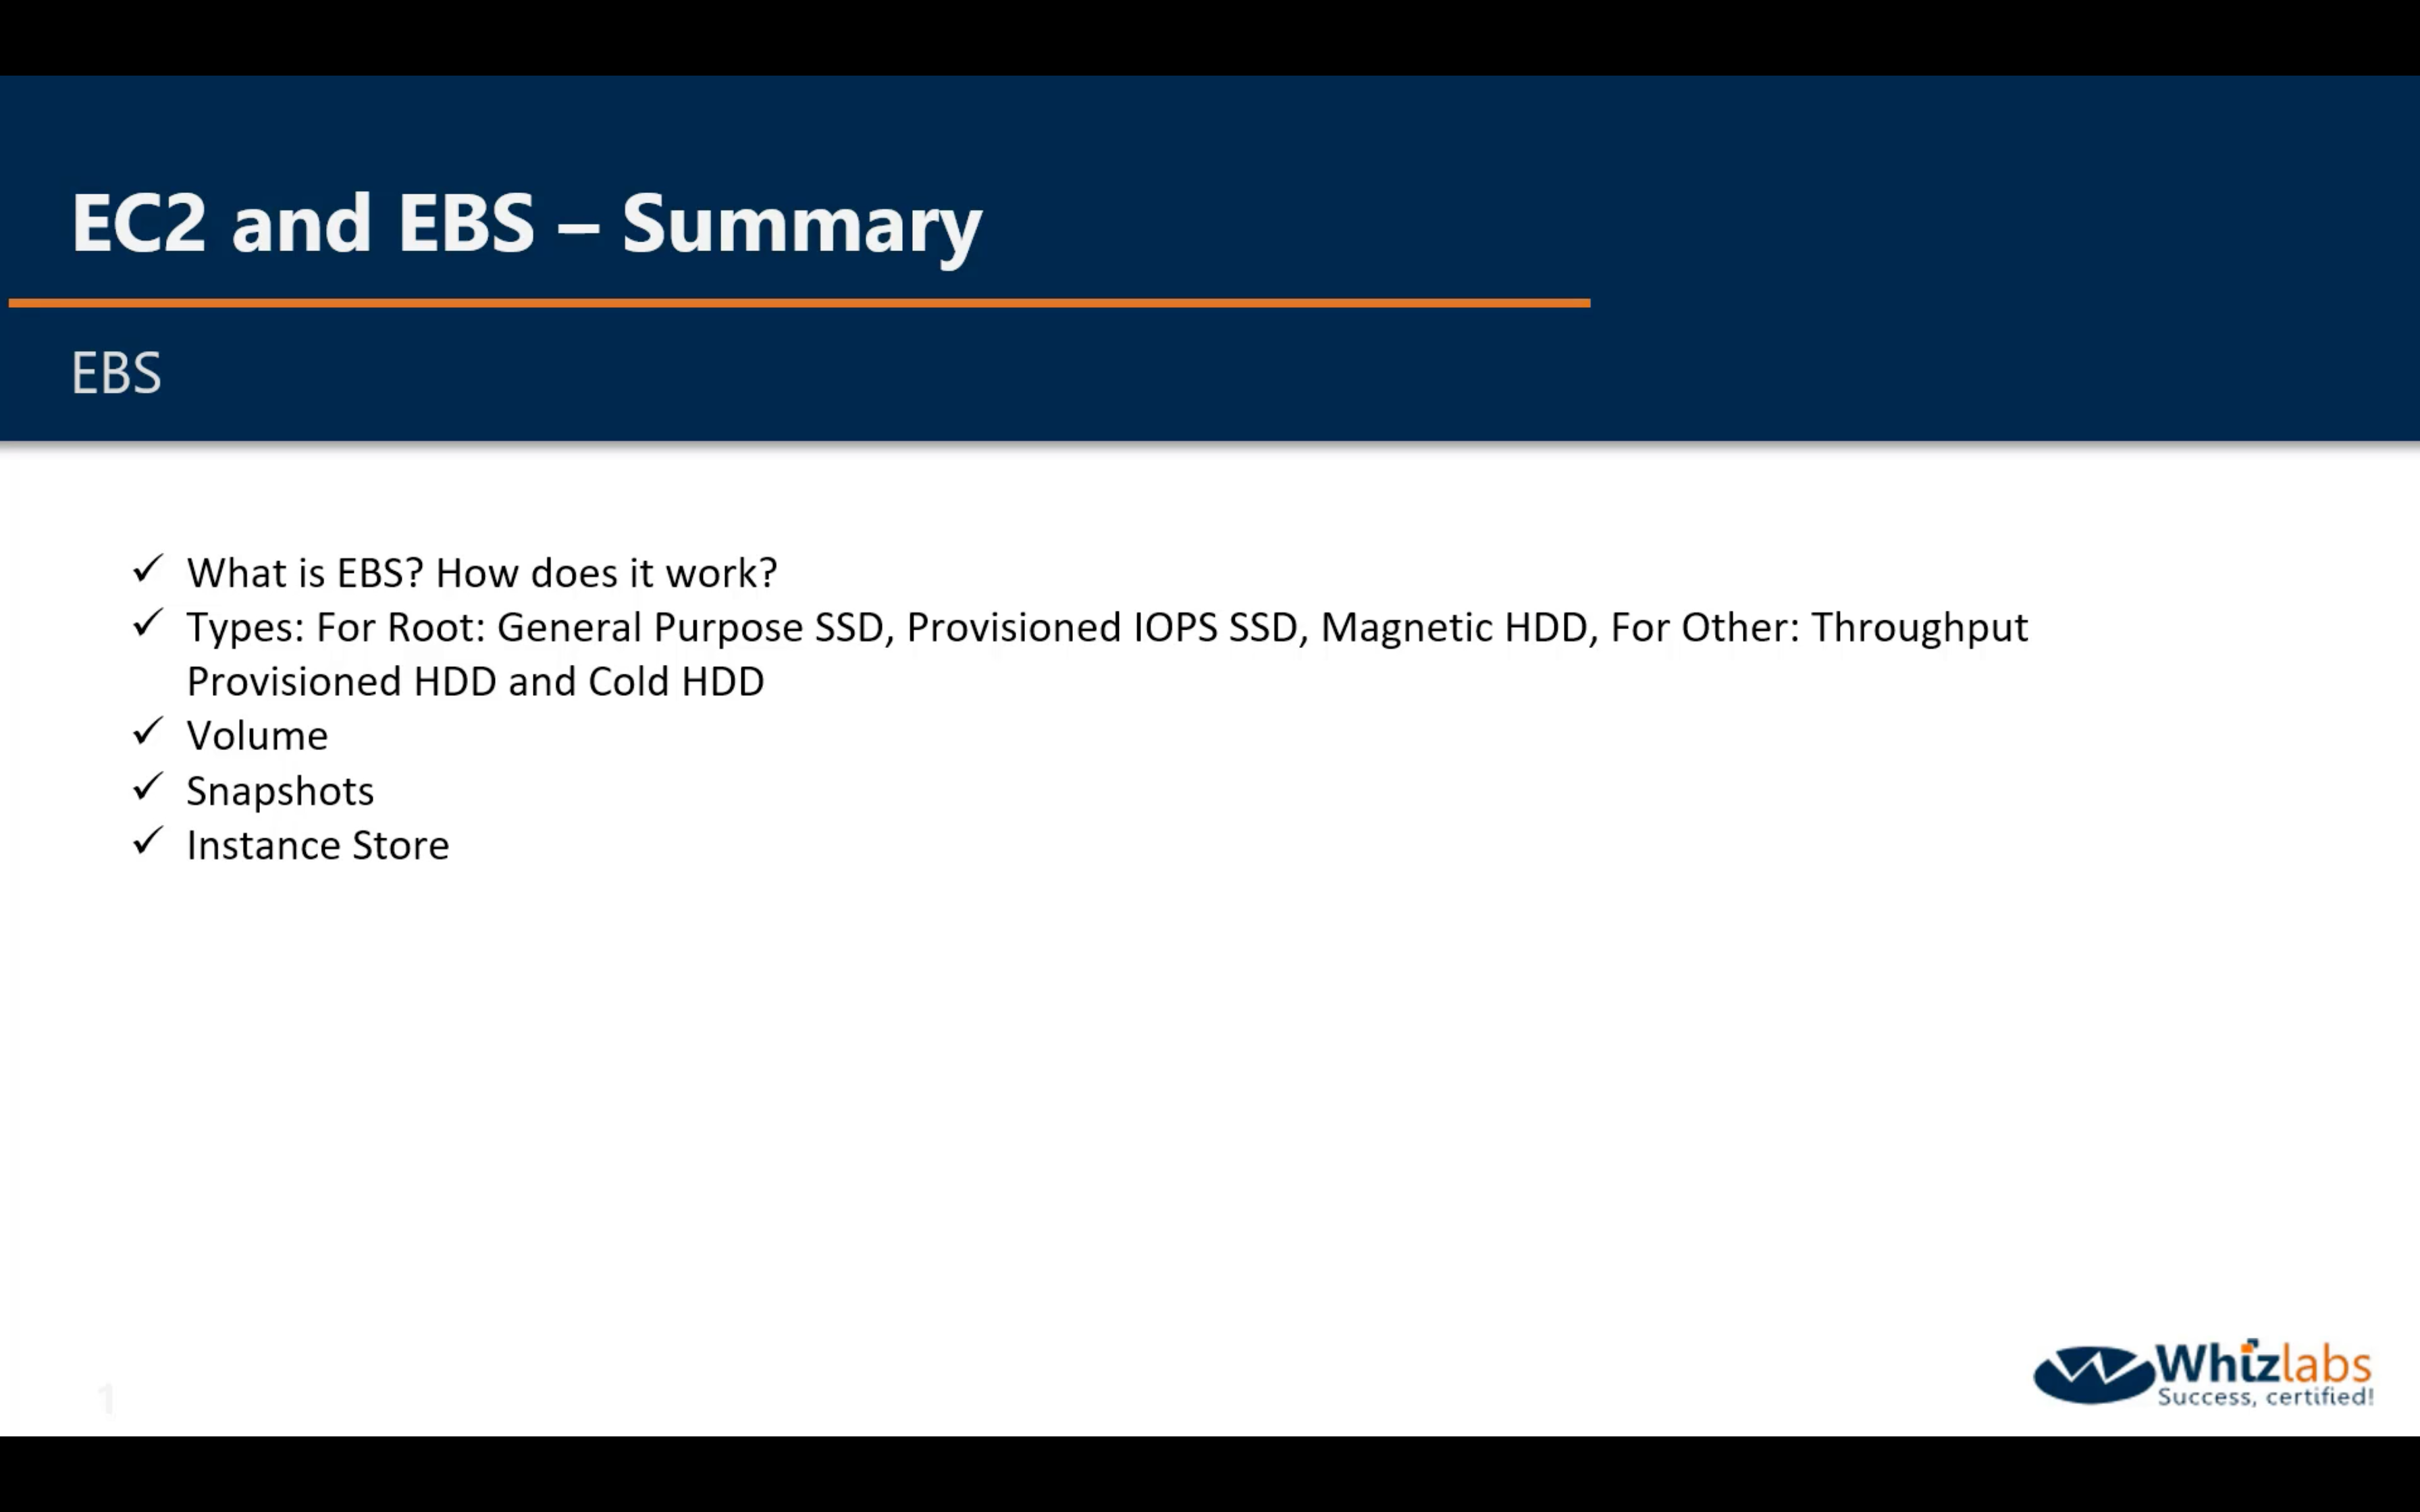 EC2 and EBS – Summary
EBS
✓ What is EBS? How does it work?
✓ Types: For Root: General Purpose SSD, Provisioned IOPS SSD, Magnetic HDD, For Other: Throughput
Provisioned HDD and Cold HDD
✓ Volume
✓ Snapshots
✓ Instance Store
1
Whizlabs
Success, certified!